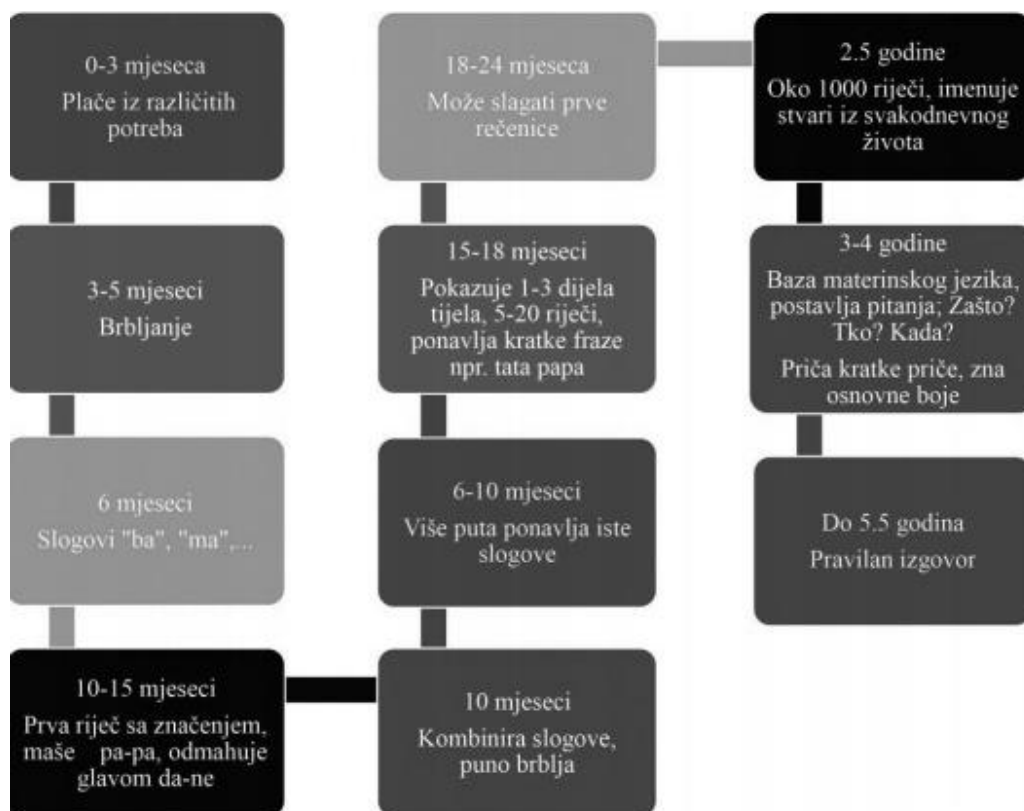 0-3 mjeseca
Plače iz različitih
potreba
3-5 mjeseci
Brbljanje
6 mjeseci
Slogovi "ba", "ma",...
10-15 mjeseci
Prva riječ sa značenjem,
maše pa-pa, odmahuje
glavom da-ne
10 mjeseci
Kombinira slogove,
puno brblja
6-10 mjeseci
Više puta ponavlja iste
slogove
15-18 mjeseci
Pokazuje 1-3 dijela
tijela, 5-20 riječi,
ponavlja kratke fraze
npr. tata papa
18-24 mjeseca
Može slagati prve
rečenice
2.5 godine
Oko 1000 riječi, imenuje
stvari iz svakodnevnog
života
3-4 godine
Baza materinskog jezika,
postavlja pitanja; Zašto?
Tko? Kada?
Priča kratke priče, zna
osnovne boje
Do 5.5 godina
Pravilan izgovor